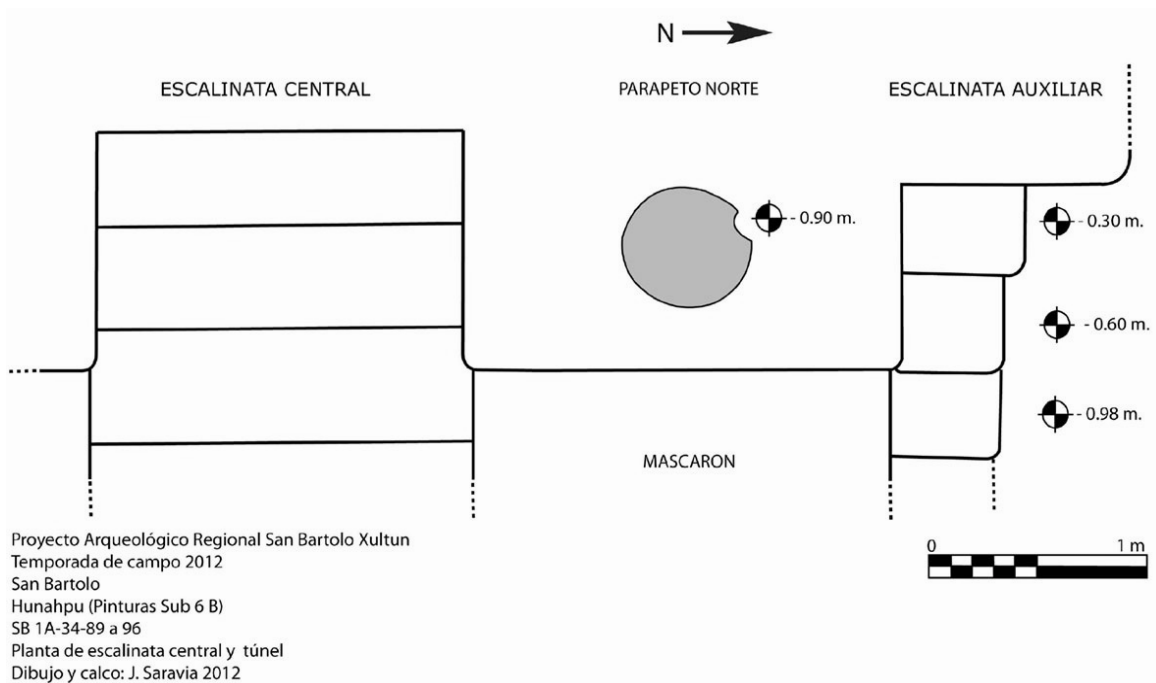 N
ESCALINATA CENTRAL
PARAPETO NORTE
ESCALINATA AUXILIAR
- 0.90 m.
- 0.30 m.
- 0.60 m.
- 0.98 m.
MASCARON
0 1 m
Proyecto Arqueológico Regional San Bartolo Xultun
Temporada de campo 2012
San Bartolo
Hunahpu (Pinturas Sub 6 B)
SB 1A-34-89 a 96
Planta de escalinata central y túnel
Dibujo y calco: J. Saravia 2012